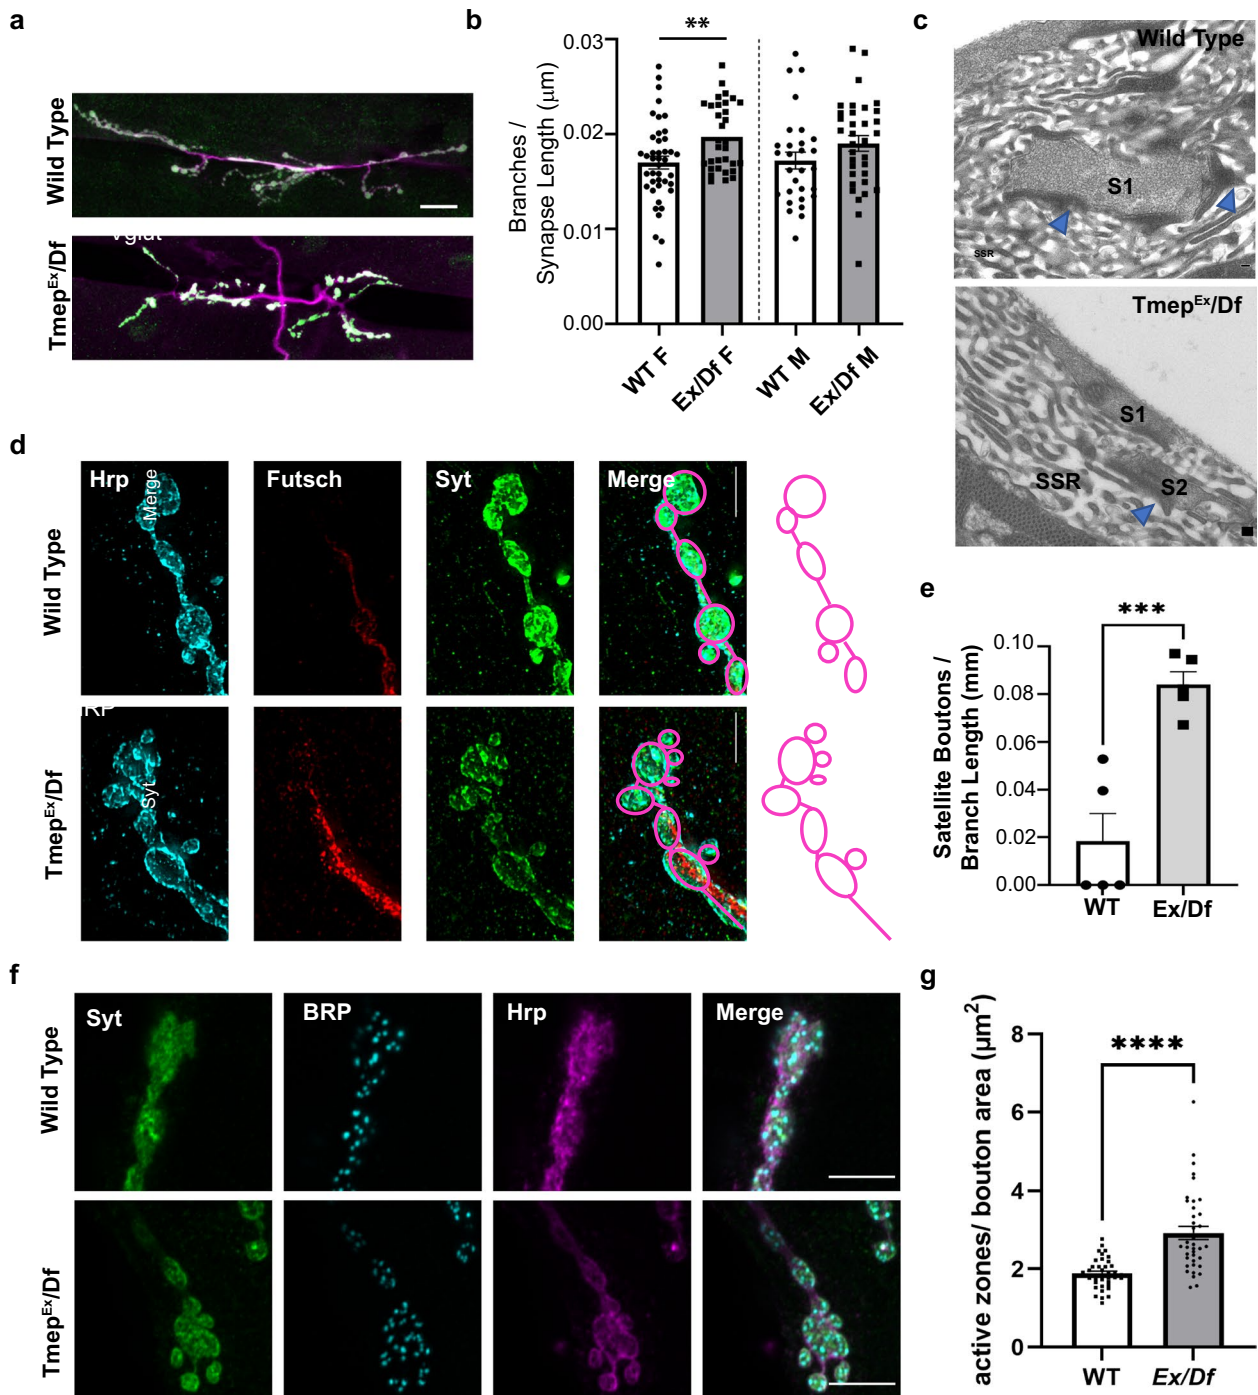 a
Wild Type
Vglut
Tmep^Ex/Df
b
Branches /
Synapse Length (μm)
0.03
0.02
0.01
0.00
**
WT F
Ex/Df F
WT M
Ex/Df M
c
Wild Type
S1
SSR
Tmep^Ex/Df
S1
S2
SSR
d
Wild Type
Hrp
Merge
Futsch
Syt
Merge
Tmep^Ex/Df
HRP
Syt
e
Satellite Boutons /
Branch Length (mm)
0.10
0.08
0.06
0.04
0.02
0.00
***
WT
Ex/Df
f
Wild Type
Syt
BRP
Hrp
Merge
Tmep^Ex/Df
g
active zones/ bouton area (μm²)
8
6
4
2
0
****
WT
Ex/Df